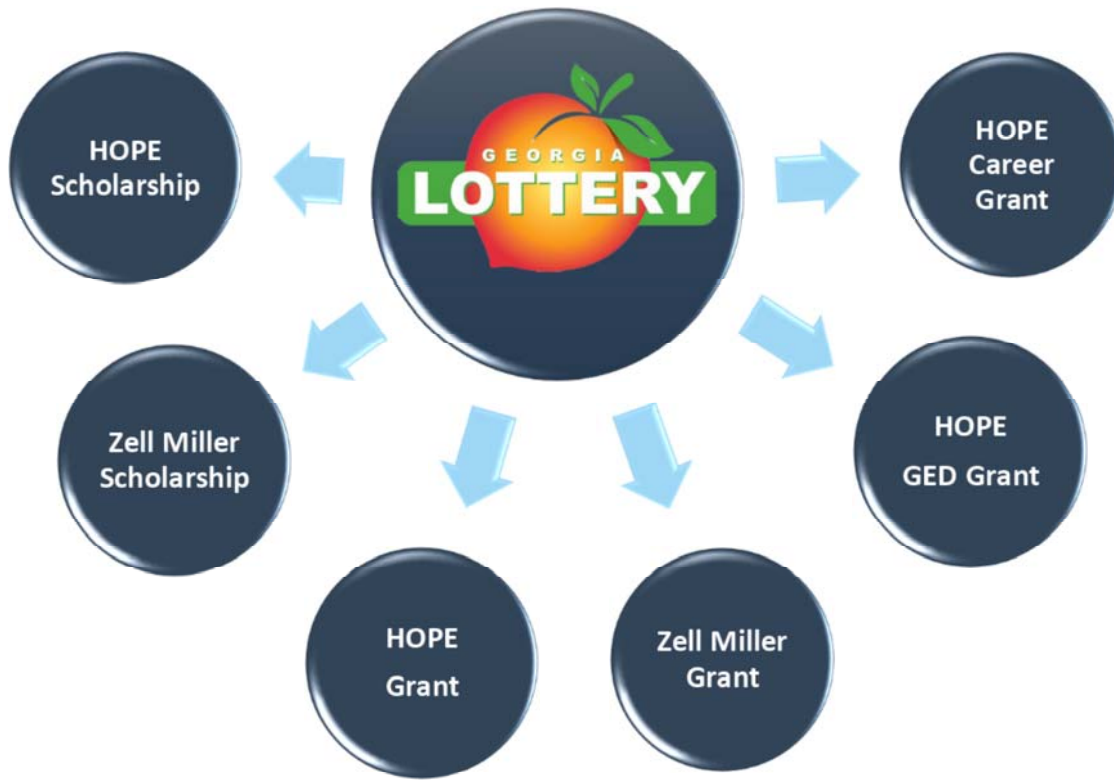 GEORGIA
LOTTERY
HOPE
Scholarship
Zell Miller
Scholarship
HOPE
Grant
Zell Miller
Grant
HOPE
GED Grant
HOPE
Career
Grant